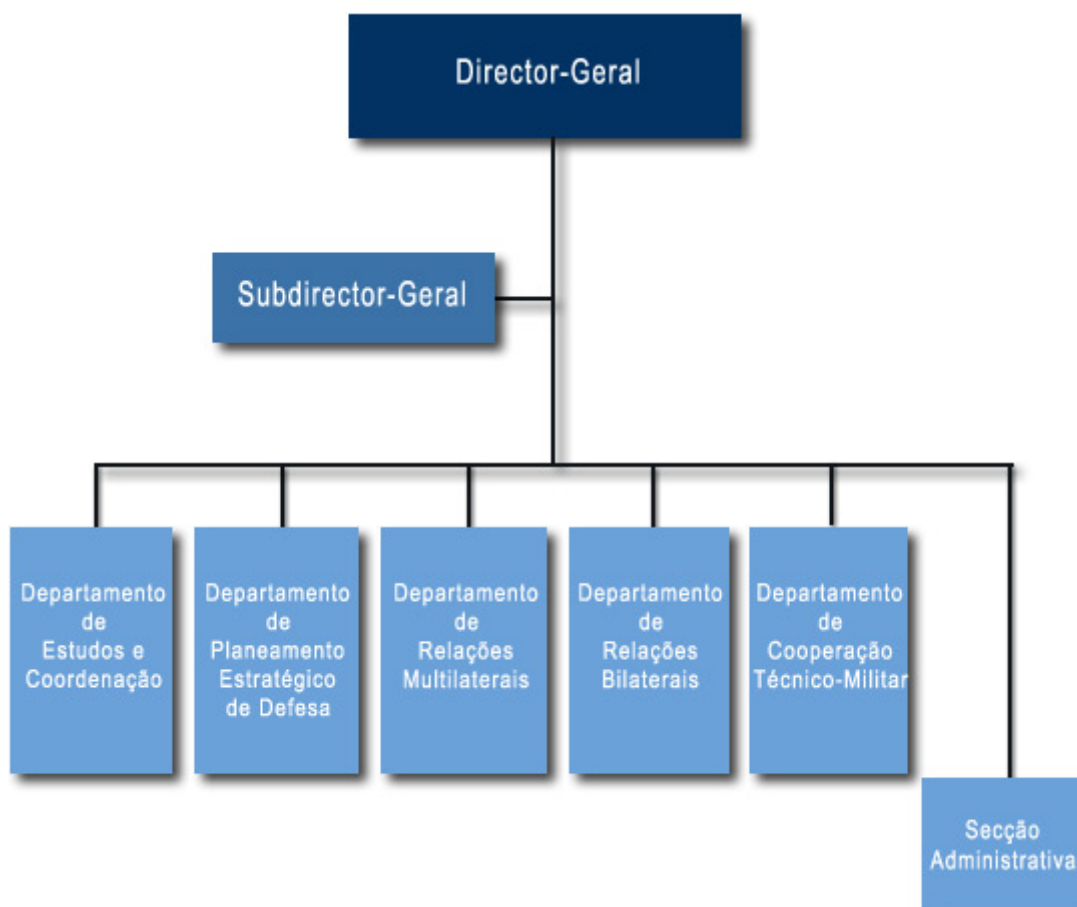 Director-Geral
Subdirector-Geral
Departamento
de
Estudos e
Coordenação
Departamento
de
Planeamento
Estratégico
de Defesa
Departamento
de
Relações
Multilaterais
Departamento
de
Relações
Bilaterais
Departamento
de
Cooperação
Técnico-Militar
Secção
Administrativa